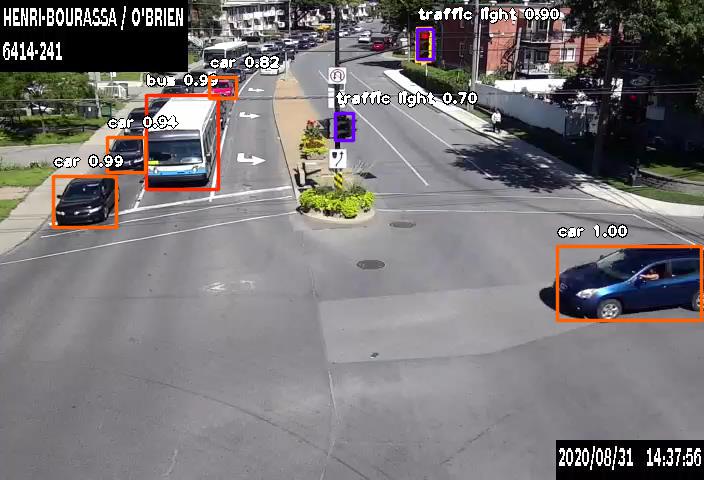 HENRI-BOURASSA / O'BRIEN
6414-241
traffic light 0.90
car 0.82
bus 0.99
traffic light 0.70
car 0.94
car 0.99
car 1.00
2020/08/31 14:37:56